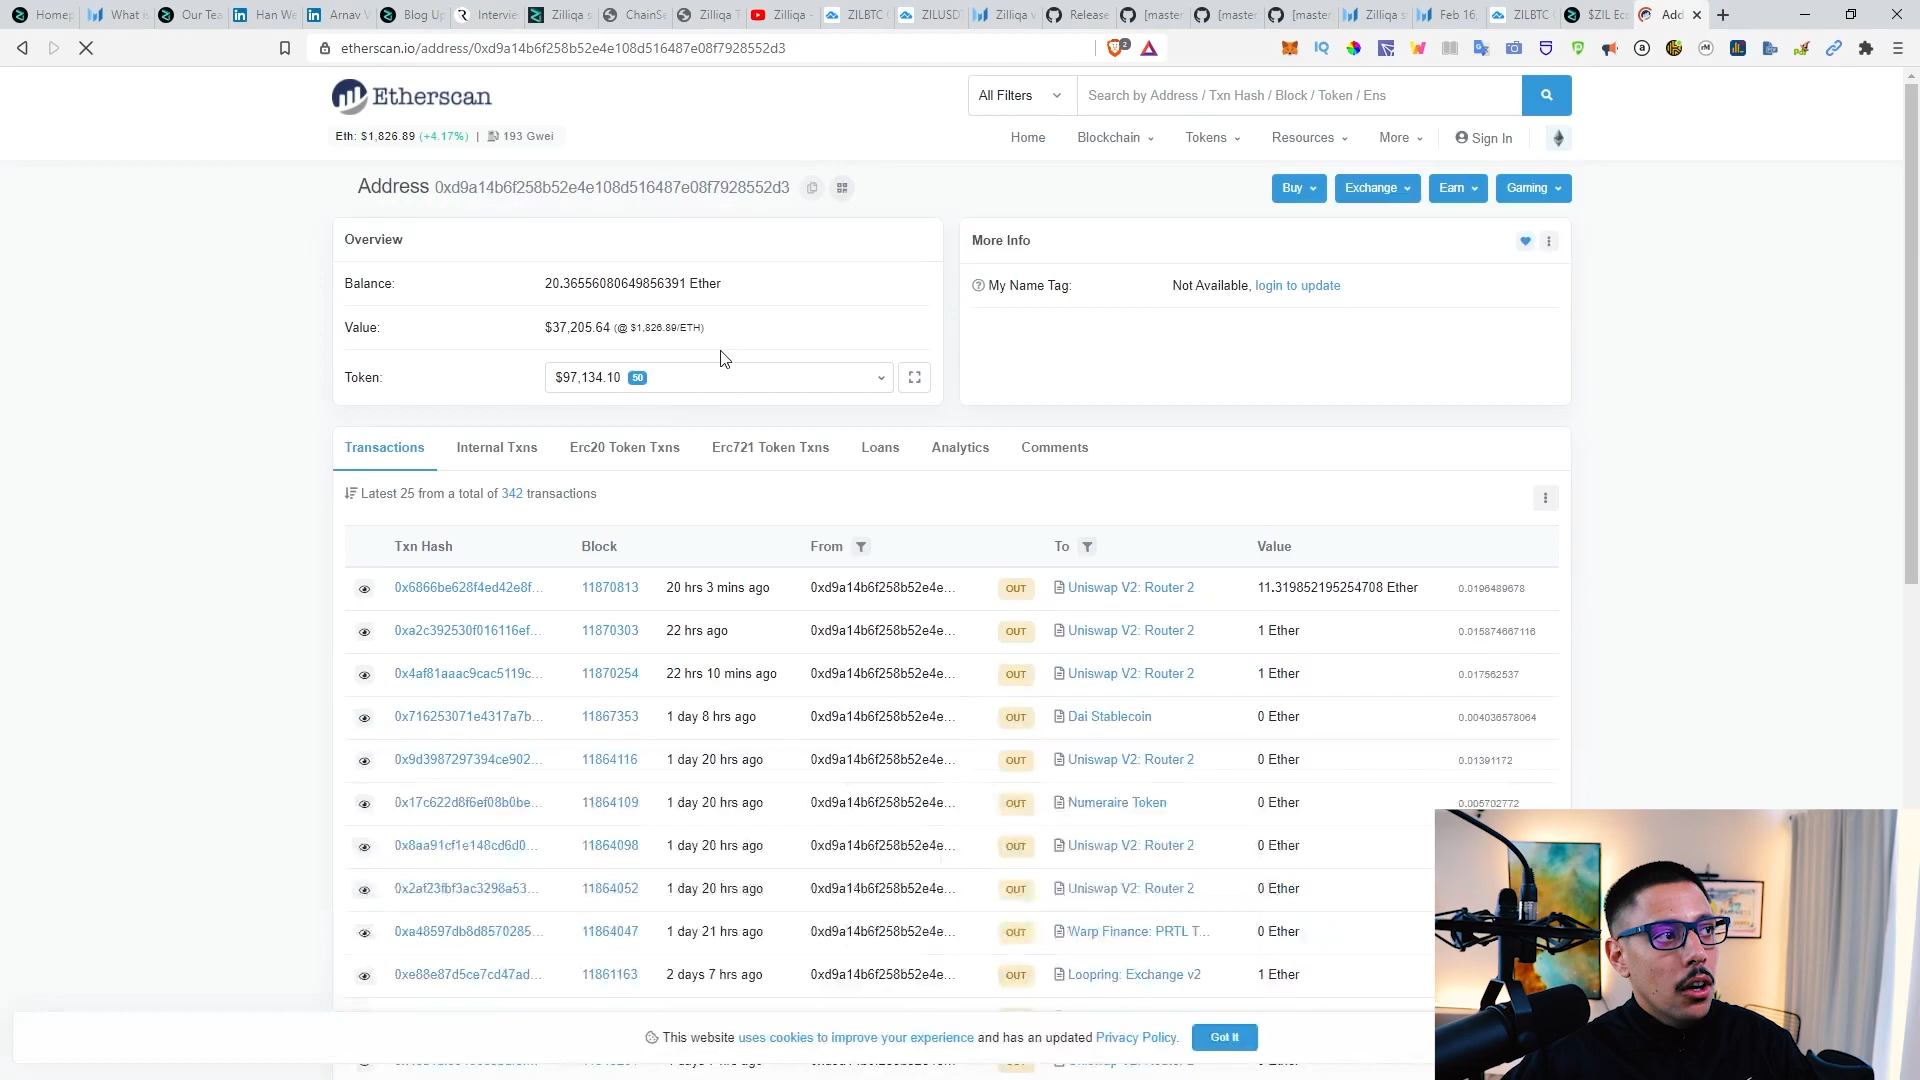 Home
What is
Our Tea
Han We
Arnav V
Blog Up
Intervie
Zilliqa s
ChainSe
Zilliqa T
Zilliqa -
ZILBTC
ZILUSD
Zilliqa v
Release
[master
[master
[master
Zilliqa s
Feb 16,
ZILBTC
$ZIL Ec
Add
etherscan.io/address/0xd9a14b6f258b52e4e108d516487e08f7928552d3
2
Etherscan
All Filters
Search by Address / Txn Hash / Block / Token / Ens
Eth: $1,826.89 (+4.17%) | 193 Gwei
Home Blockchain Tokens Resources More Sign In
Address 0xd9a14b6f258b52e4e108d516487e08f7928552d3
Buy Exchange Earn Gaming
Overview
Balance: 20.36556080649856391 Ether
Value: $37,205.64 (@ $1,826.89/ETH)
Token: $97,134.10 50
More Info
My Name Tag: Not Available, login to update
Transactions Internal Txns Erc20 Token Txns Erc721 Token Txns Loans Analytics Comments
Latest 25 from a total of 342 transactions
Txn Hash Block From To Value
0x6866be628f4ed42e8f... 11870813 20 hrs 3 mins ago 0xd9a14b6f258b52e4e... OUT Uniswap V2: Router 2 11.319852195254708 Ether 0.0196489678
0xa2c392530f016116ef... 11870303 22 hrs ago 0xd9a14b6f258b52e4e... OUT Uniswap V2: Router 2 1 Ether 0.015874667116
0x4af81aaac9cac5119c... 11870254 22 hrs 10 mins ago 0xd9a14b6f258b52e4e... OUT Uniswap V2: Router 2 1 Ether 0.017562537
0x716253071e4317a7b... 11867353 1 day 8 hrs ago 0xd9a14b6f258b52e4e... OUT Dai Stablecoin 0 Ether 0.004036578064
0x9d3987297394ce902... 11864116 1 day 20 hrs ago 0xd9a14b6f258b52e4e... OUT Uniswap V2: Router 2 0 Ether 0.01391172
0x17c622d8f6ef08b0be... 11864109 1 day 20 hrs ago 0xd9a14b6f258b52e4e... OUT Numeraire Token 0 Ether 0.005702772
0x8aa91cf1e148cd6d0... 11864098 1 day 20 hrs ago 0xd9a14b6f258b52e4e... OUT Uniswap V2: Router 2 0 Ether
0x2af23fbf3ac3298a53... 11864052 1 day 20 hrs ago 0xd9a14b6f258b52e4e... OUT Uniswap V2: Router 2 0 Ether
0xa48597db8d8570285... 11864047 1 day 21 hrs ago 0xd9a14b6f258b52e4e... OUT Warp Finance: PRTL T... 0 Ether
0xe88e87d5ce7cd47ad... 11861163 2 days 7 hrs ago 0xd9a14b6f258b52e4e... OUT Loopring: Exchange v2 1 Ether
This website uses cookies to improve your experience and has an updated Privacy Policy. Got It